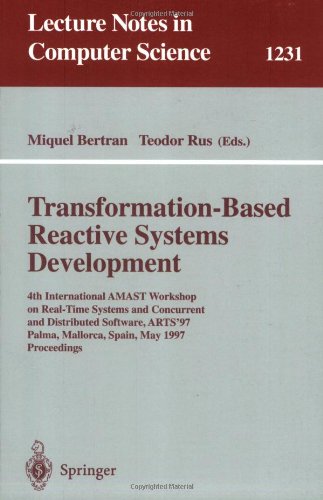 Lecture Notes in
Computer Science 1231
Miquel Bertran Teodor Rus (Eds.)
Transformation-Based
Reactive Systems
Development
4th International AMAST Workshop
on Real-Time Systems and Concurrent
and Distributed Software, ARTS'97
Palma, Mallorca, Spain, May 1997
Proceedings
Springer